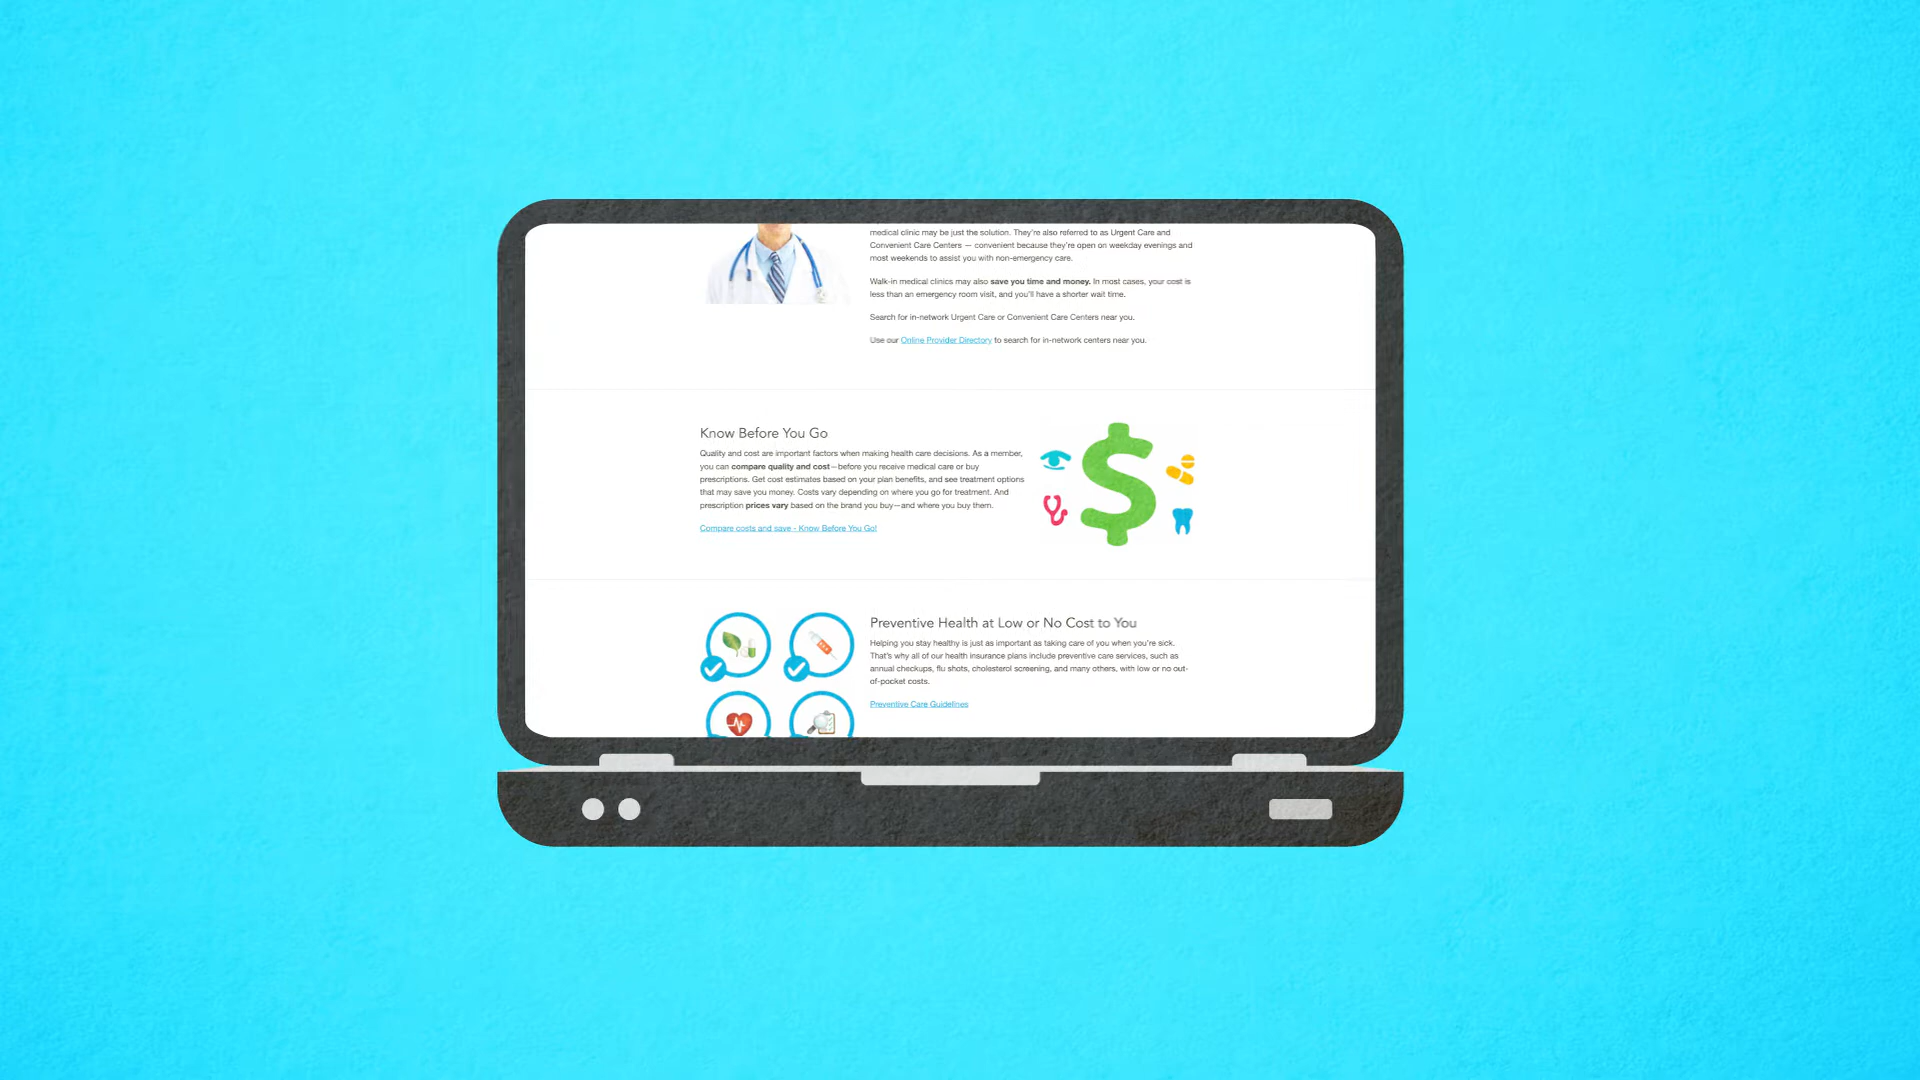 medical clinic may be just the solution. They're also referred to as Urgent Care and
Convenient Care Centers — convenient because they're open on weekday evenings and
most weekends to assist you with non-emergency care.
Walk-in medical clinics may also save you time and money. In most cases, your cost is
less than an emergency room visit, and you'll have a shorter wait time.
Search for in-network Urgent Care or Convenient Care Centers near you.
Use our Online Provider Directory to search for in-network centers near you.
Know Before You Go
Quality and cost are important factors when making health care decisions. As a member,
you can compare quality and cost—before you receive medical care or buy
prescriptions. Get cost estimates based on your plan benefits, and see treatment options
that may save you money. Costs vary depending on where you go for treatment. And
prescription prices vary based on the brand you buy—and where you buy them.
Compare costs and save - Know Before You Go!
Preventive Health at Low or No Cost to You
Helping you stay healthy is just as important as taking care of you when you're sick.
That's why all of our health insurance plans include preventive care services, such as
annual checkups, flu shots, cholesterol screening, and many others, with low or no out-
of-pocket costs.
Preventive Care Guidelines